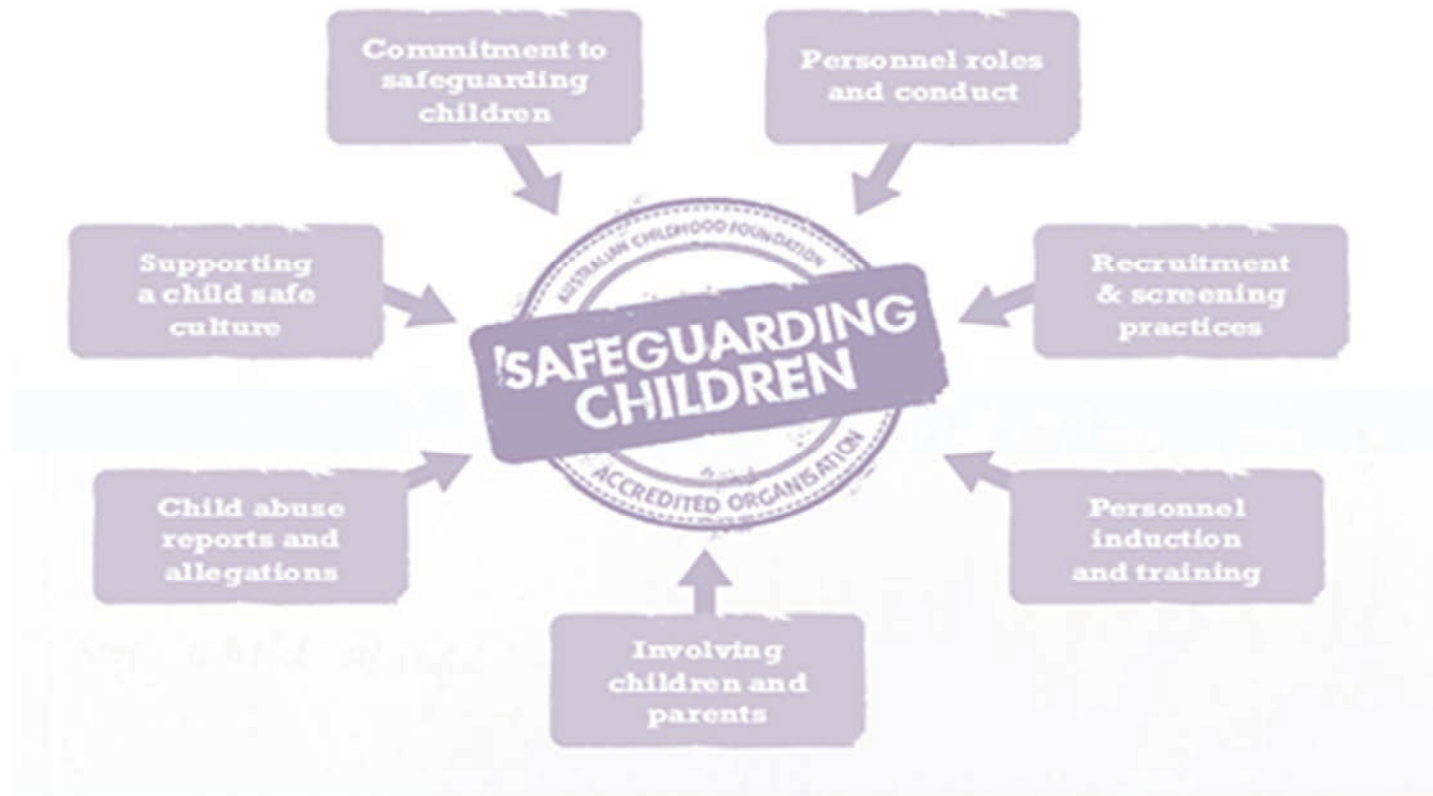 Commitment to
safeguarding
children
Personnel roles
and conduct
Supporting
a child safe
culture
AUSTRALIAN CHILDHOOD FOUNDATION
SAFEGUARDING
CHILDREN
ACCREDITED ORGANISATION
Recruitment
& screening
practices
Child abuse
reports and
allegations
Personnel
induction
and training
Involving
children and
parents